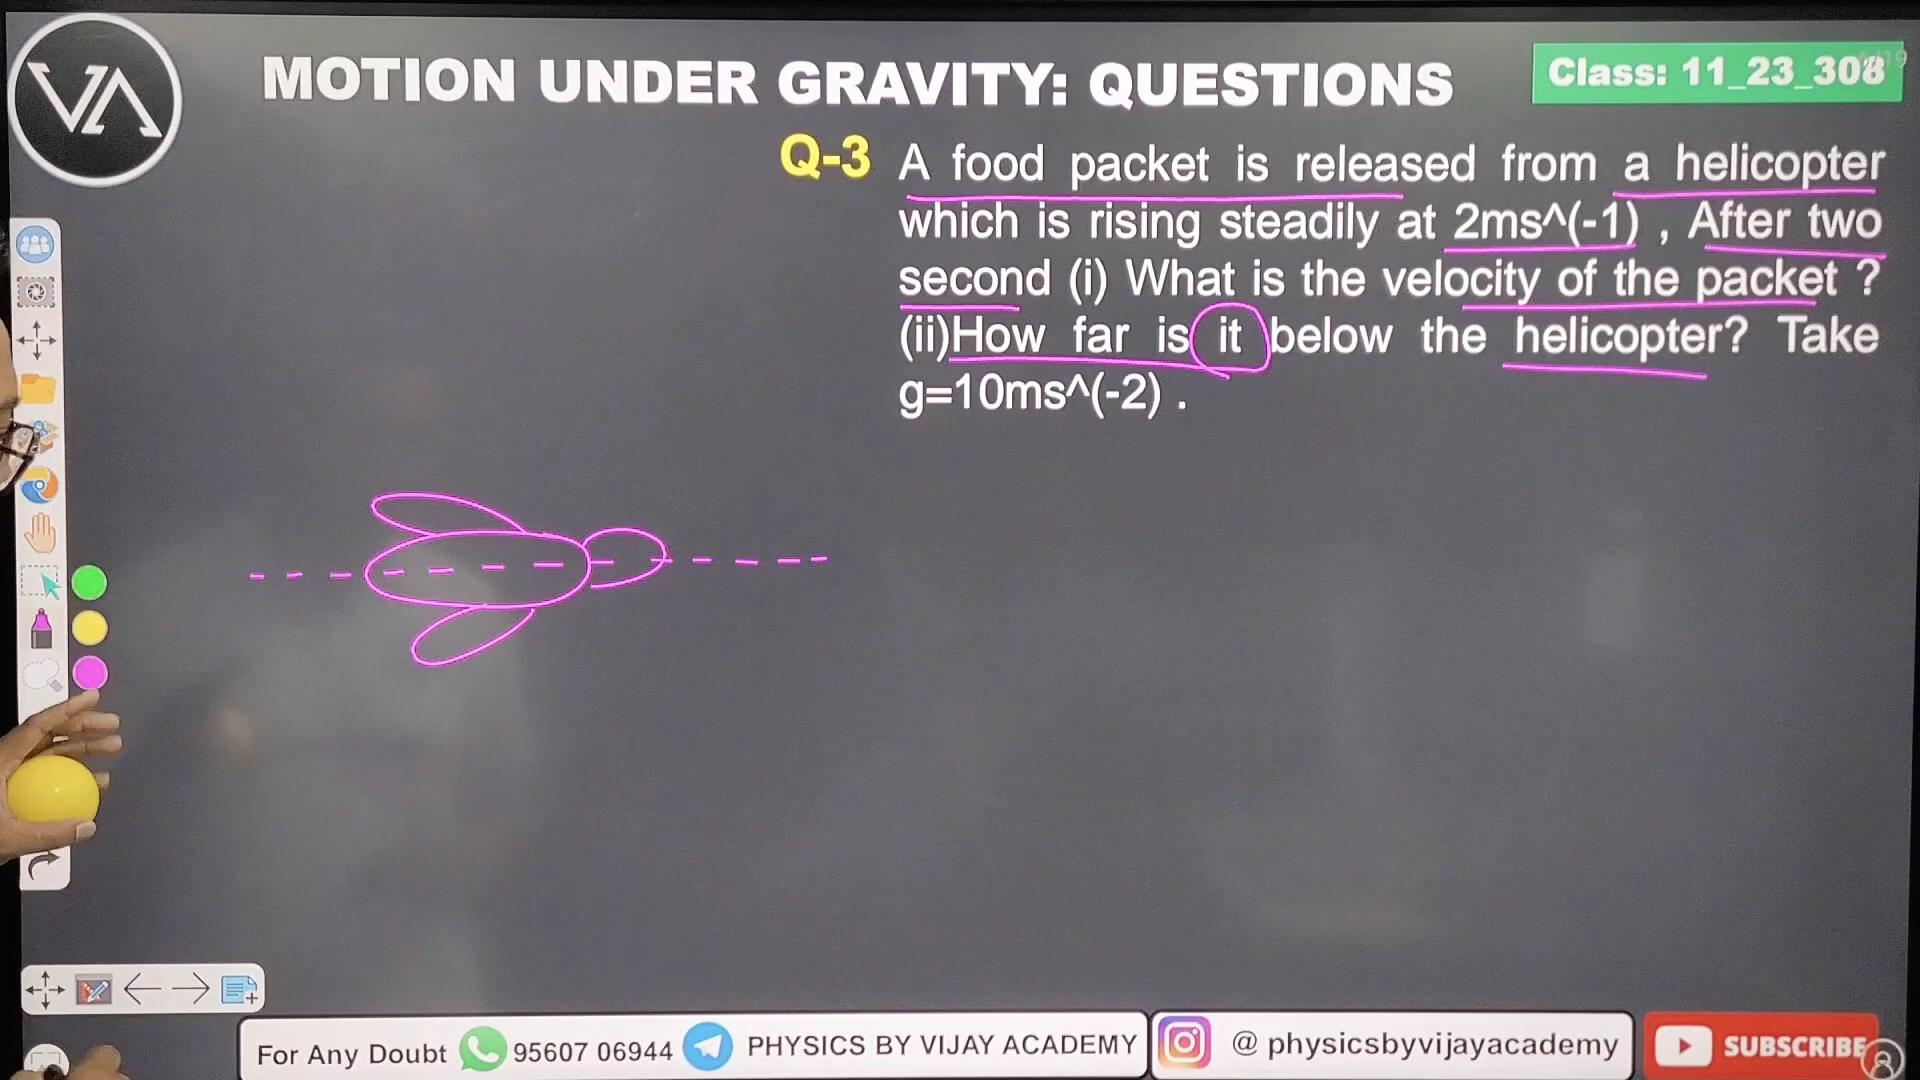 VA
MOTION UNDER GRAVITY: QUESTIONS
Class: 11_23_308
Q-3 A food packet is released from a helicopter
which is rising steadily at 2ms^(-1) , After two
second (i) What is the velocity of the packet ?
(ii)How far is it below the helicopter? Take
g=10ms^(-2) .
For Any Doubt 95607 06944 PHYSICS BY VIJAY ACADEMY
@ physicsbyvijayacademy
SUBSCRIBE